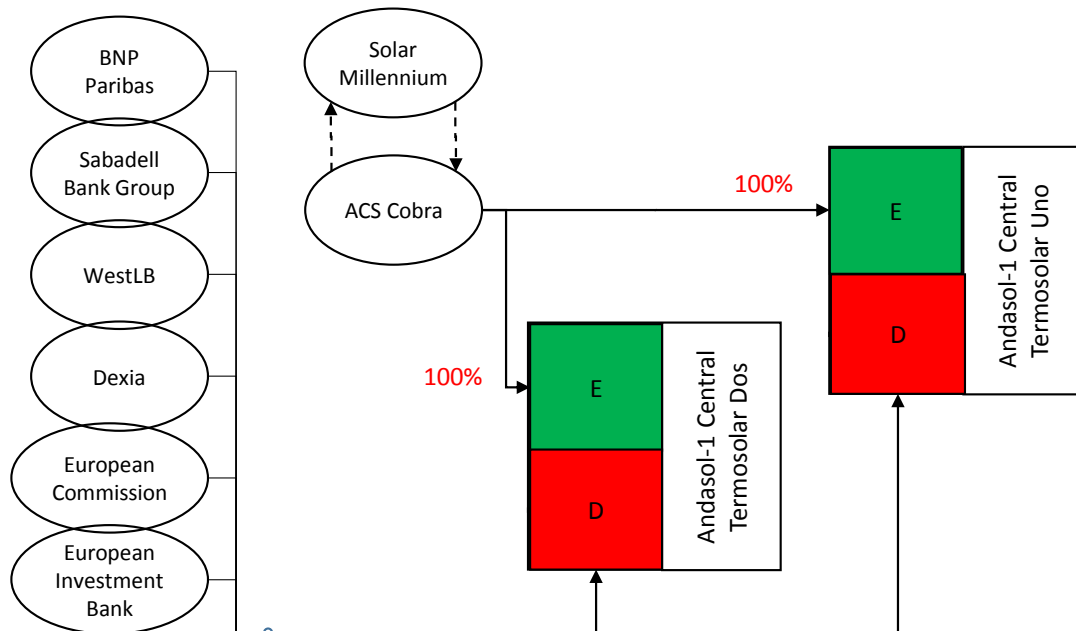 BNP
Paribas
Sabadell
Bank Group
WestLB
Dexia
European
Commission
European
Investment
Bank
Solar
Millennium
ACS Cobra
100%
100%
E
D
Andasol-1 Central
Termosolar Dos
E
D
Andasol-1 Central
Termosolar Uno